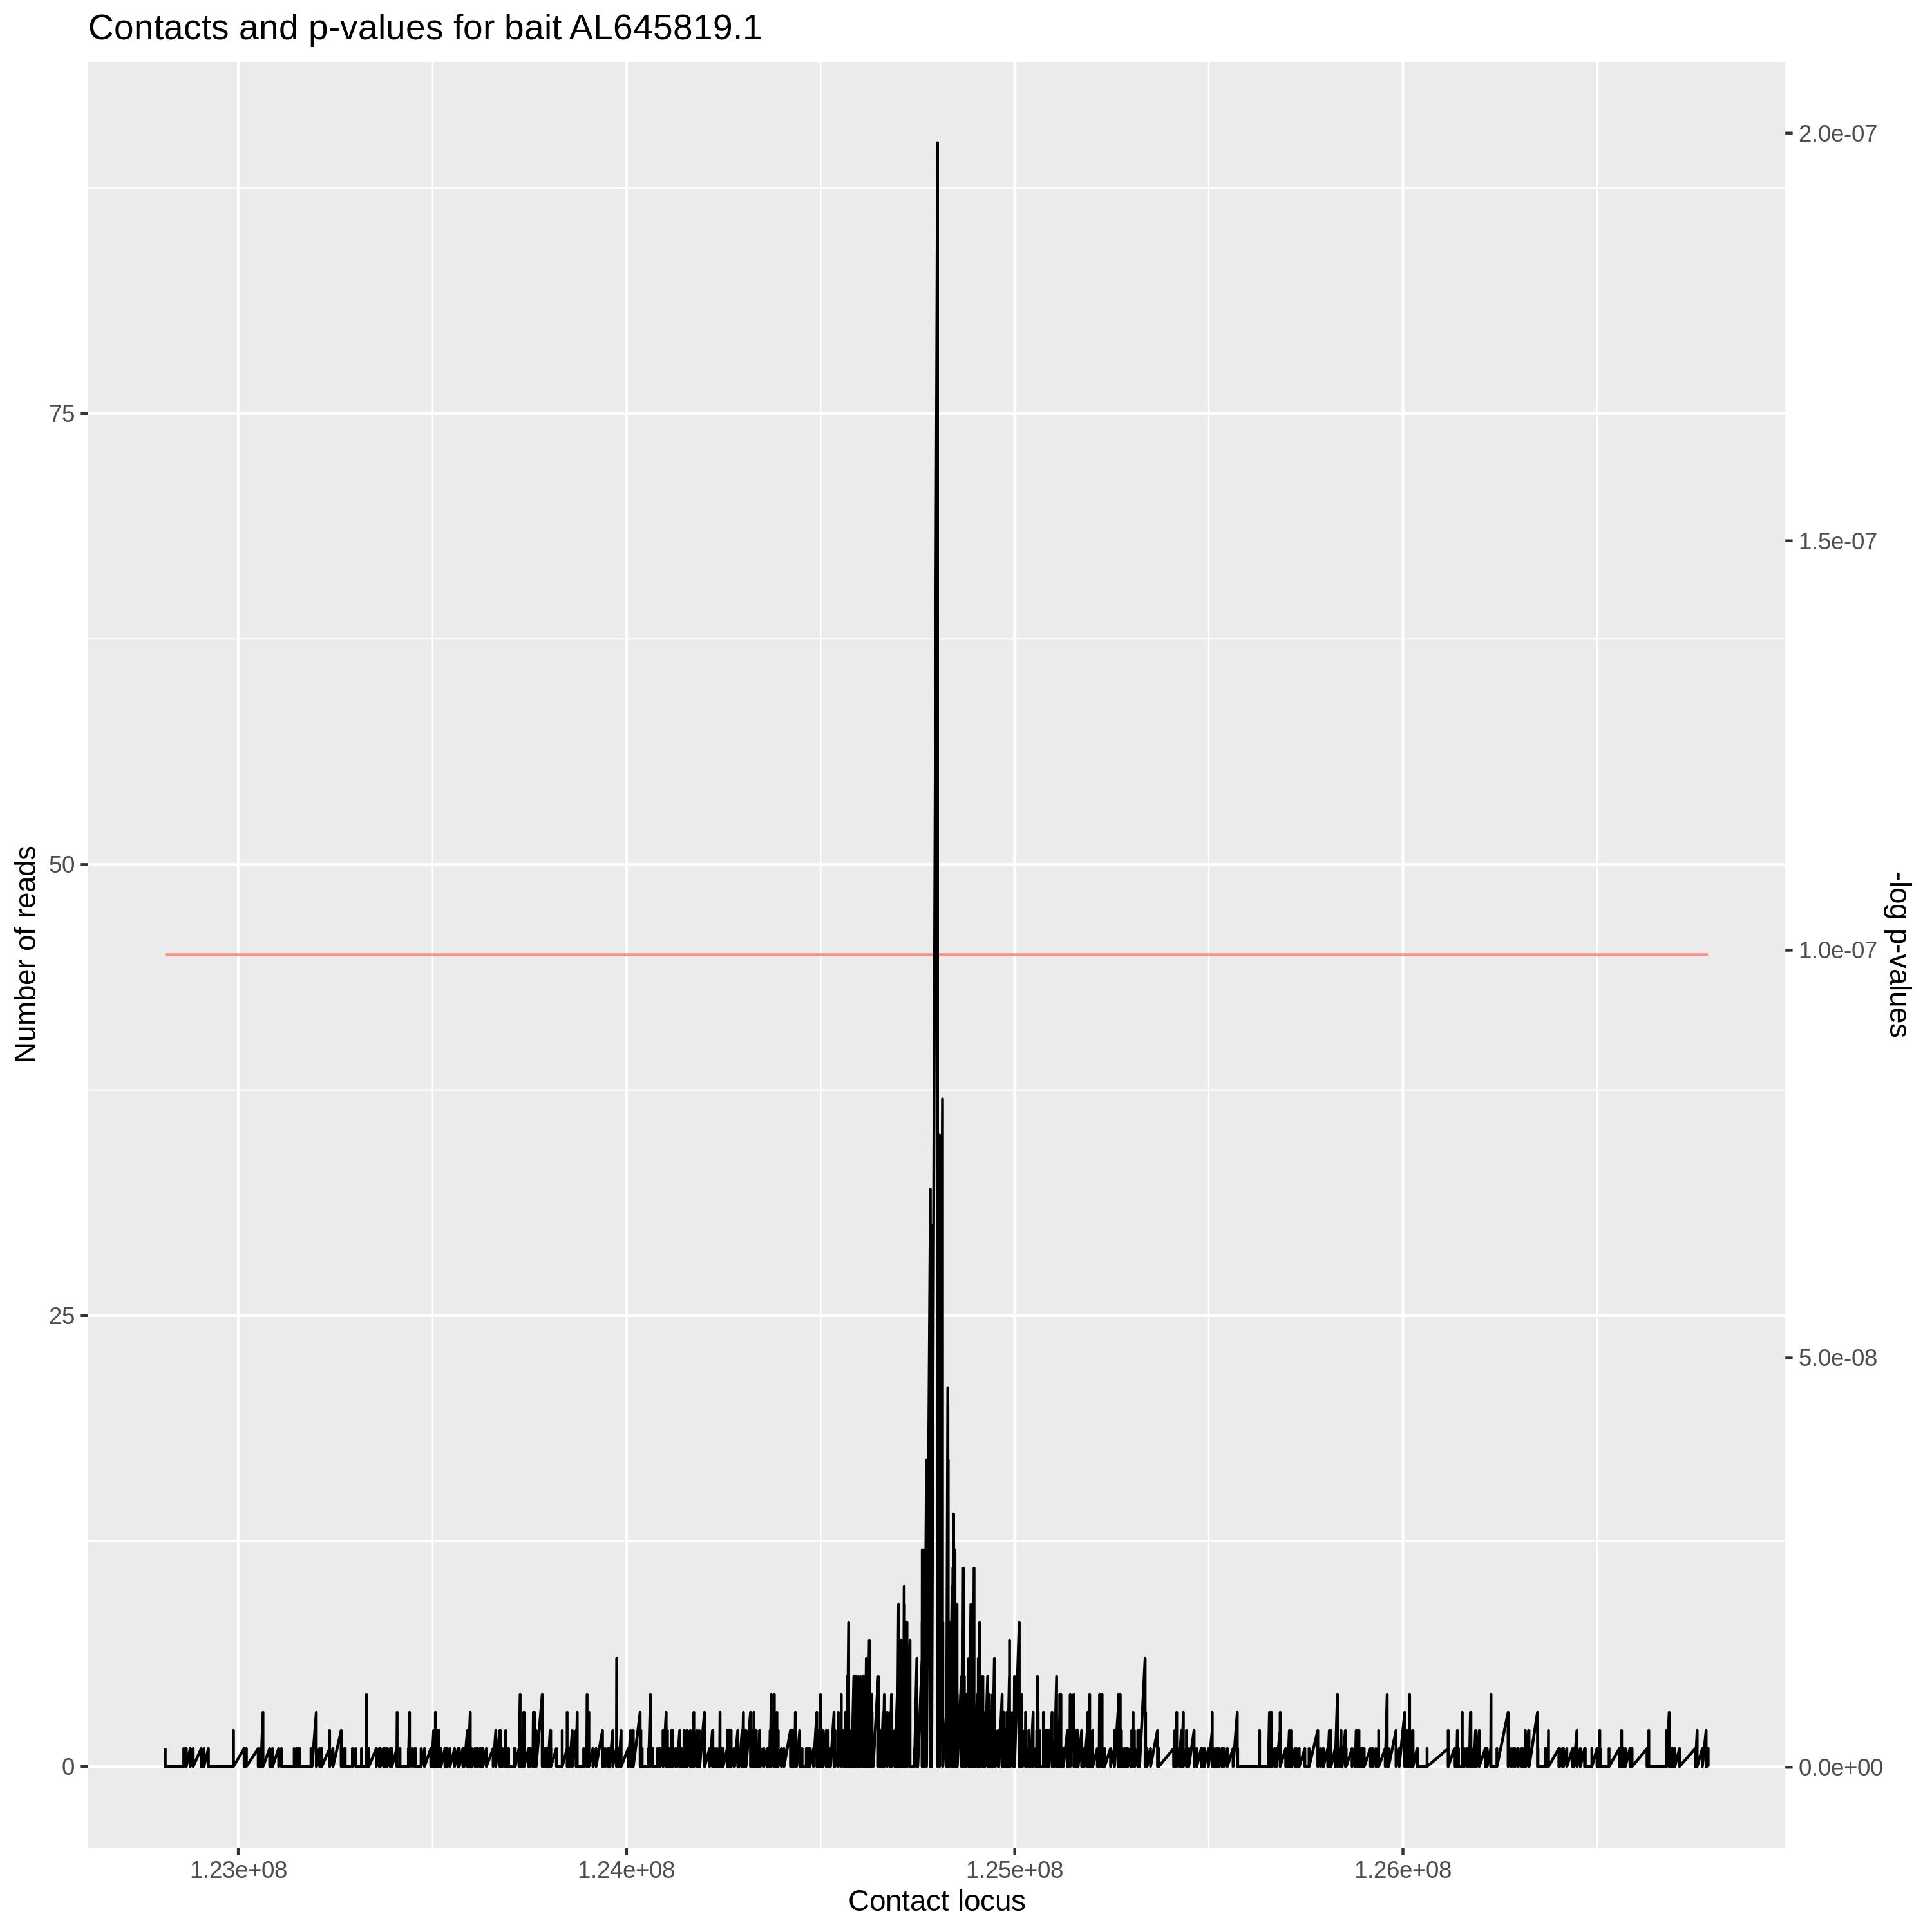 Contacts and p-values for bait AL645819.1
Number of reads
75
50
25
0
2.0e-07
1.5e-07
1.0e-07
5.0e-08
0.0e+00
-log p-values
1.23e+08
1.24e+08
1.25e+08
1.26e+08
Contact locus